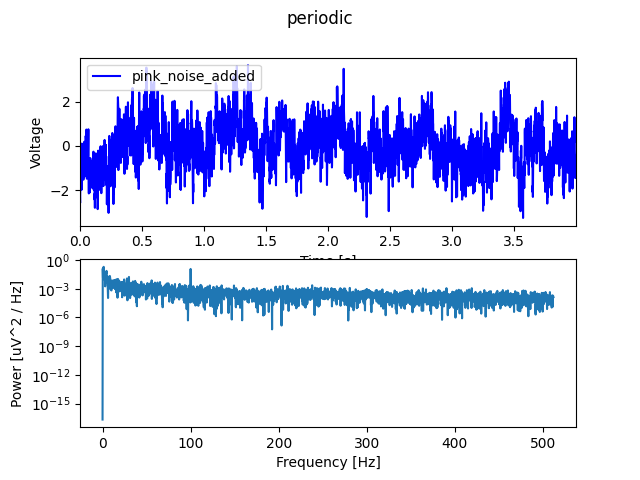 periodic
pink_noise_added
Voltage
2
0
−2
0.0 0.5 1.0 1.5 2.0 2.5 3.0 3.5
Time [s]
Power [uV^2 / Hz]
10^0
10^−3
10^−6
10^−9
10^−12
10^−15
0 100 200 300 400 500
Frequency [Hz]